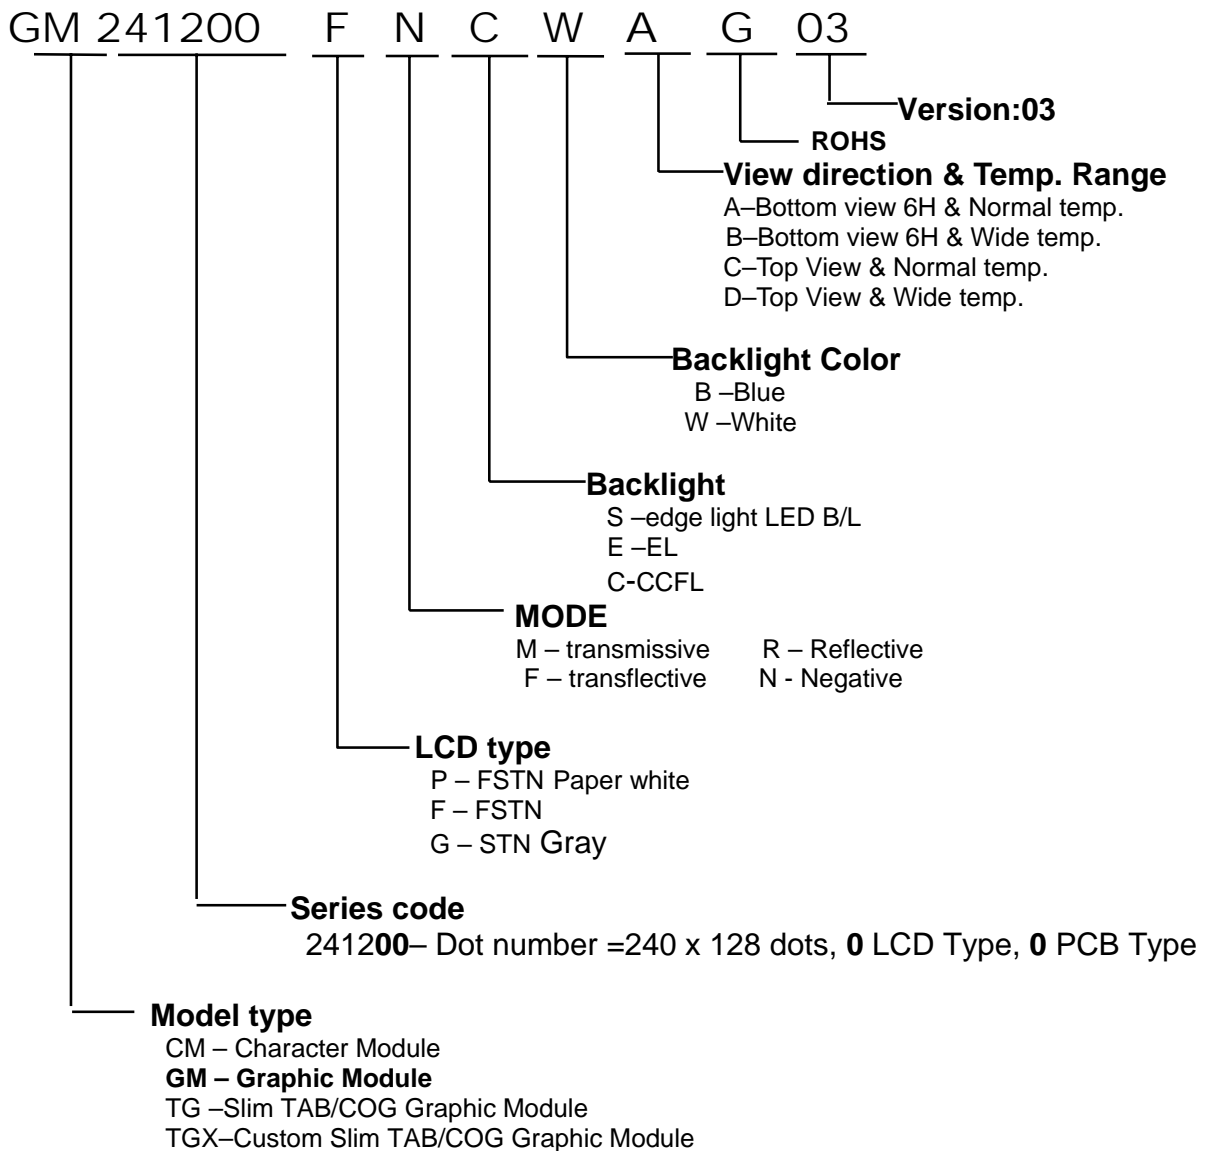 GM 241200 F N C W A G 03
Version:03
ROHS
View direction & Temp. Range
A–Bottom view 6H & Normal temp.
B–Bottom view 6H & Wide temp.
C–Top View & Normal temp.
D–Top View & Wide temp.
Backlight Color
B –Blue
W –White
Backlight
S –edge light LED B/L
E –EL
C-CCFL
MODE
M – transmissive R – Reflective
F – transflective N - Negative
LCD type
P – FSTN Paper white
F – FSTN
G – STN Gray
Series code
241200– Dot number =240 x 128 dots, 0 LCD Type, 0 PCB Type
Model type
CM – Character Module
GM – Graphic Module
TG –Slim TAB/COG Graphic Module
TGX–Custom Slim TAB/COG Graphic Module